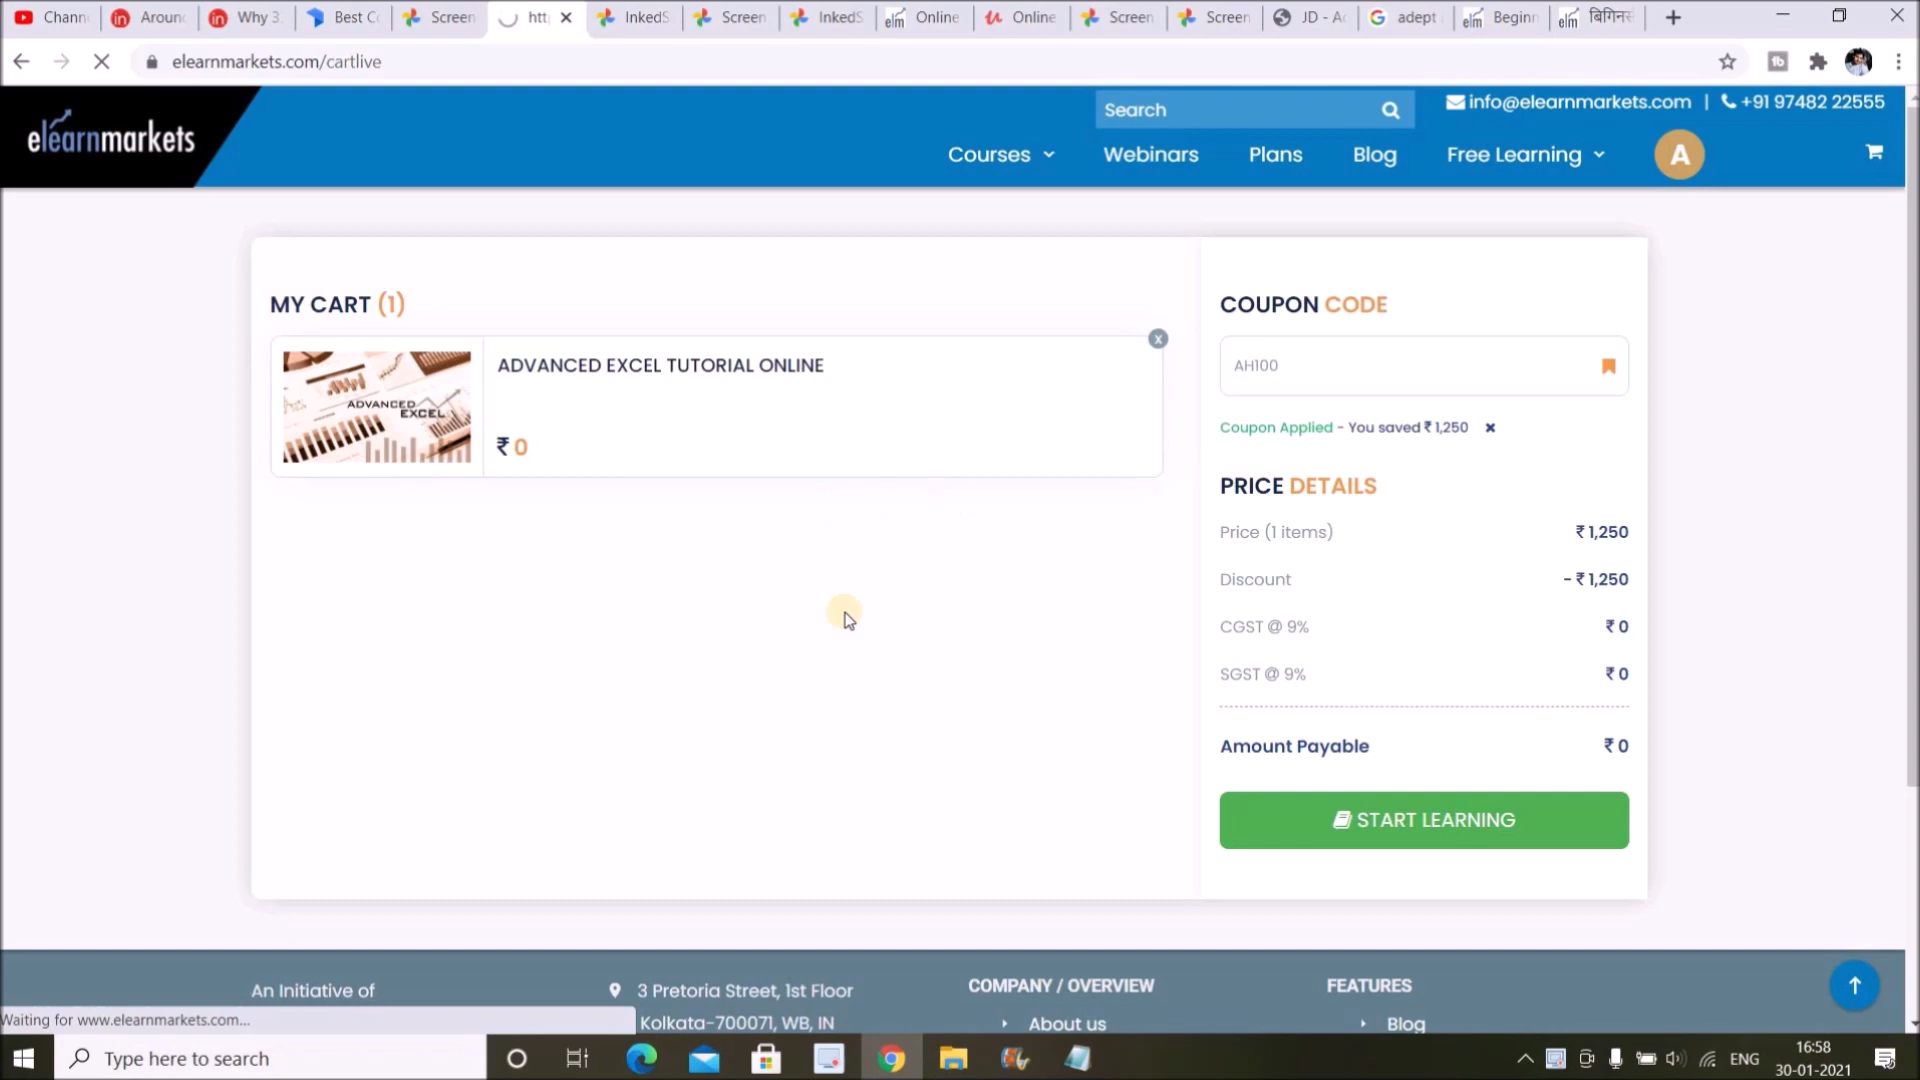 Chann
Aroun
Why 3
Best Co
Screen
htt
InkedS
Screen
InkedS
Online
Online
Screen
Screen
JD - Ac
adept
Beginn
बिगिनर्स
elearnmarkets.com/cartlive
elearnmarkets
Search
info@elearnmarkets.com | +91 97482 22555
Courses
Webinars
Plans
Blog
Free Learning
A
MY CART (1)
ADVANCED EXCEL
x
ADVANCED EXCEL TUTORIAL ONLINE
₹ 0
COUPON CODE
AH100
Coupon Applied - You saved ₹ 1,250 ×
PRICE DETAILS
Price (1 items) ₹ 1,250
Discount - ₹ 1,250
CGST @ 9% ₹ 0
SGST @ 9% ₹ 0
Amount Payable ₹ 0
START LEARNING
An Initiative of
3 Pretoria Street, 1st Floor
Kolkata-700071, WB, IN
COMPANY / OVERVIEW
About us
FEATURES
Blog
Waiting for www.elearnmarkets.com...
Type here to search
ENG
16:58
30-01-2021